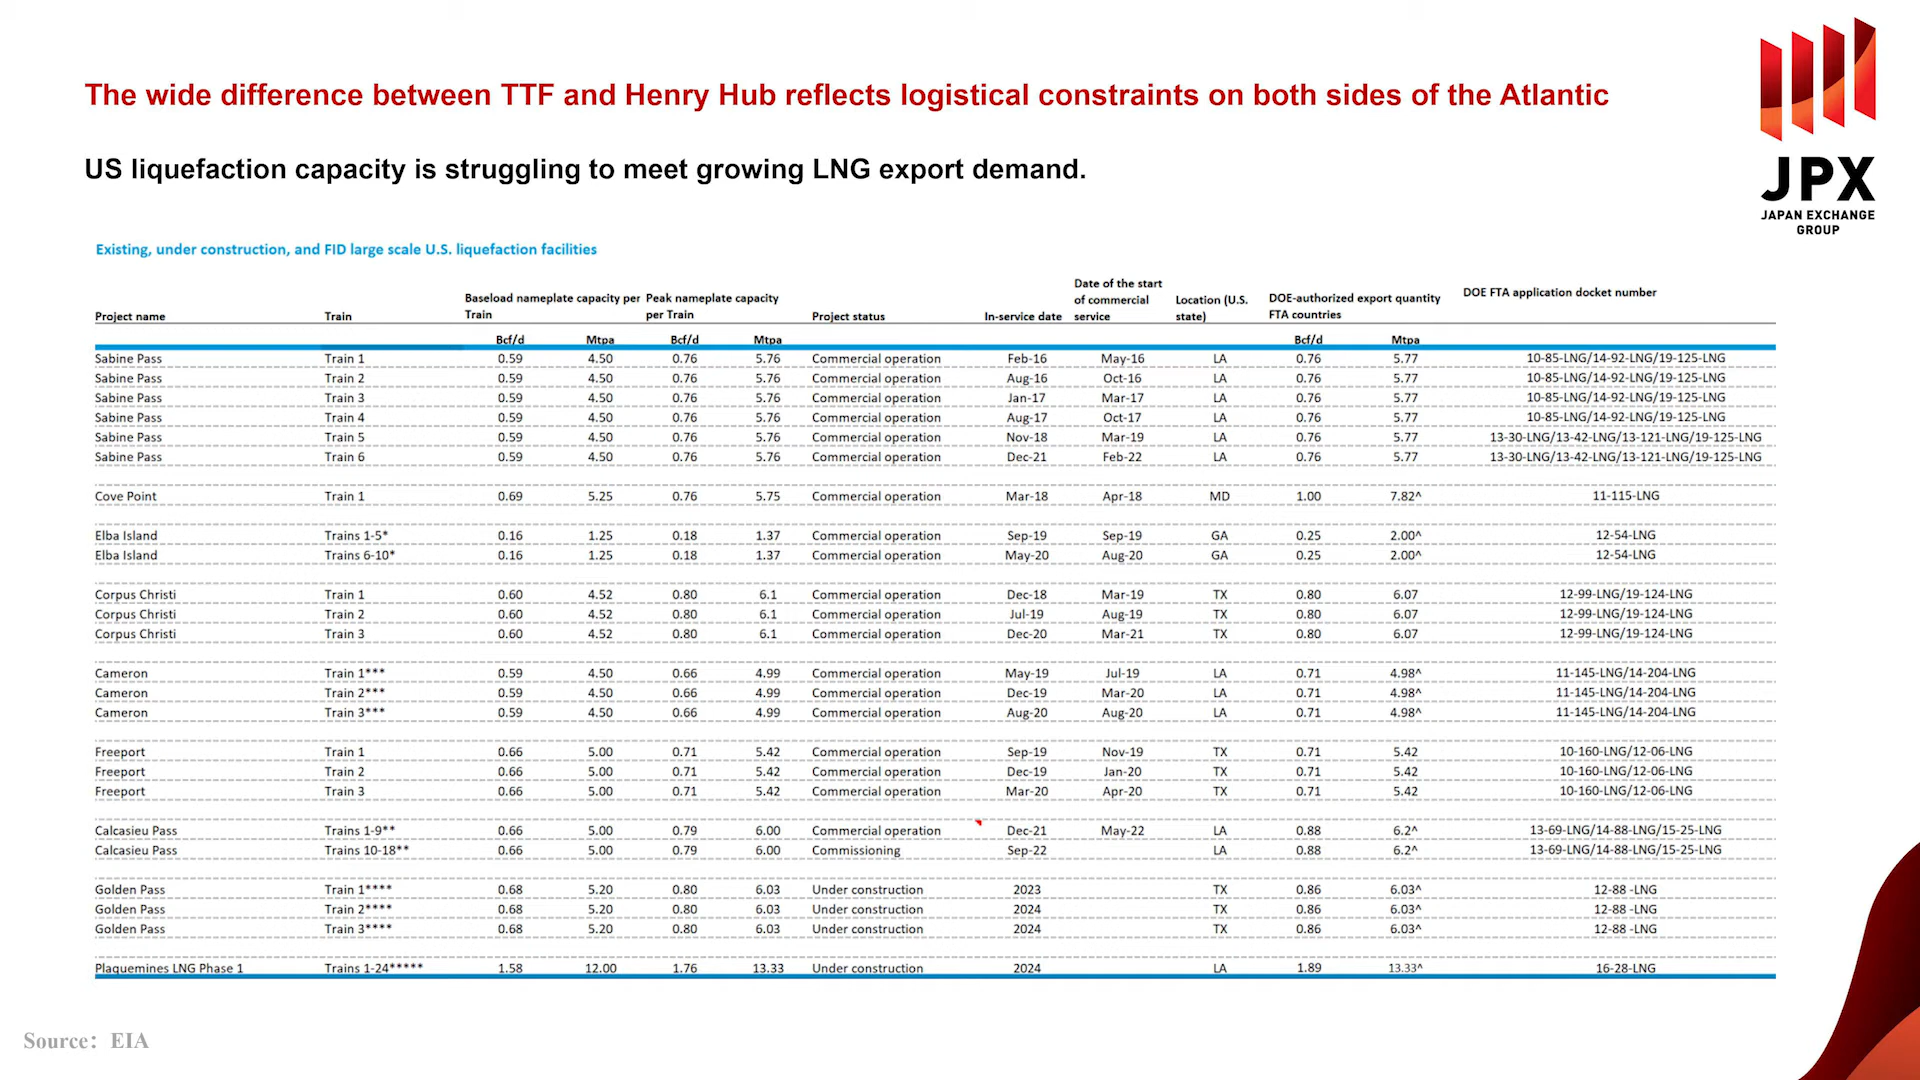 The wide difference between TTF and Henry Hub reflects logistical constraints on both sides of the Atlantic
US liquefaction capacity is struggling to meet growing LNG export demand.
JPX
JAPAN EXCHANGE
GROUP
Existing, under construction, and FID large scale U.S. liquefaction facilities
Project name Train Baseload nameplate capacity per Train Peak nameplate capacity per Train Project status In-service date Date of the start of commercial service Location (U.S. state) DOE-authorized export quantity FTA countries DOE FTA application docket number
Bcf/d Mtpa Bcf/d Mtpa Bcf/d Mtpa
Sabine Pass Train 1 0.59 4.50 0.76 5.76 Commercial operation Feb-16 May-16 LA 0.76 5.77 10-85-LNG/14-92-LNG/19-125-LNG
Sabine Pass Train 2 0.59 4.50 0.76 5.76 Commercial operation Aug-16 Oct-16 LA 0.76 5.77 10-85-LNG/14-92-LNG/19-125-LNG
Sabine Pass Train 3 0.59 4.50 0.76 5.76 Commercial operation Jan-17 Mar-17 LA 0.76 5.77 10-85-LNG/14-92-LNG/19-125-LNG
Sabine Pass Train 4 0.59 4.50 0.76 5.76 Commercial operation Aug-17 Oct-17 LA 0.76 5.77 10-85-LNG/14-92-LNG/19-125-LNG
Sabine Pass Train 5 0.59 4.50 0.76 5.76 Commercial operation Nov-18 Mar-19 LA 0.76 5.77 13-30-LNG/13-42-LNG/13-121-LNG/19-125-LNG
Sabine Pass Train 6 0.59 4.50 0.76 5.76 Commercial operation Dec-21 Feb-22 LA 0.76 5.77 13-30-LNG/13-42-LNG/13-121-LNG/19-125-LNG
Cove Point Train 1 0.69 5.25 0.76 5.75 Commercial operation Mar-18 Apr-18 MD 1.00 7.82^ 11-115-LNG
Elba Island Trains 1-5* 0.16 1.25 0.18 1.37 Commercial operation Sep-19 Sep-19 GA 0.25 2.00^ 12-54-LNG
Elba Island Trains 6-10* 0.16 1.25 0.18 1.37 Commercial operation May-20 Aug-20 GA 0.25 2.00^ 12-54-LNG
Corpus Christi Train 1 0.60 4.52 0.80 6.1 Commercial operation Dec-18 Mar-19 TX 0.80 6.07 12-99-LNG/19-124-LNG
Corpus Christi Train 2 0.60 4.52 0.80 6.1 Commercial operation Jul-19 Aug-19 TX 0.80 6.07 12-99-LNG/19-124-LNG
Corpus Christi Train 3 0.60 4.52 0.80 6.1 Commercial operation Dec-20 Mar-21 TX 0.80 6.07 12-99-LNG/19-124-LNG
Cameron Train 1*** 0.59 4.50 0.66 4.99 Commercial operation May-19 Jul-19 LA 0.71 4.98^ 11-145-LNG/14-204-LNG
Cameron Train 2*** 0.59 4.50 0.66 4.99 Commercial operation Dec-19 Mar-20 LA 0.71 4.98^ 11-145-LNG/14-204-LNG
Cameron Train 3*** 0.59 4.50 0.66 4.99 Commercial operation Aug-20 Aug-20 LA 0.71 4.98^ 11-145-LNG/14-204-LNG
Freeport Train 1 0.66 5.00 0.71 5.42 Commercial operation Sep-19 Nov-19 TX 0.71 5.42 10-160-LNG/12-06-LNG
Freeport Train 2 0.66 5.00 0.71 5.42 Commercial operation Dec-19 Jan-20 TX 0.71 5.42 10-160-LNG/12-06-LNG
Freeport Train 3 0.66 5.00 0.71 5.42 Commercial operation Mar-20 Apr-20 TX 0.71 5.42 10-160-LNG/12-06-LNG
Calcasieu Pass Trains 1-9** 0.66 5.00 0.79 6.00 Commercial operation Dec-21 May-22 LA 0.88 6.2^ 13-69-LNG/14-88-LNG/15-25-LNG
Calcasieu Pass Trains 10-18** 0.66 5.00 0.79 6.00 Commissioning Sep-22 LA 0.88 6.2^ 13-69-LNG/14-88-LNG/15-25-LNG
Golden Pass Train 1**** 0.68 5.20 0.80 6.03 Under construction 2023 TX 0.86 6.03^ 12-88 -LNG
Golden Pass Train 2**** 0.68 5.20 0.80 6.03 Under construction 2024 TX 0.86 6.03^ 12-88 -LNG
Golden Pass Train 3**** 0.68 5.20 0.80 6.03 Under construction 2024 TX 0.86 6.03^ 12-88 -LNG
Plaquemines LNG Phase 1 Trains 1-24***** 1.58 12.00 1.76 13.33 Under construction 2024 LA 1.89 13.33^ 16-28-LNG
Source: EIA